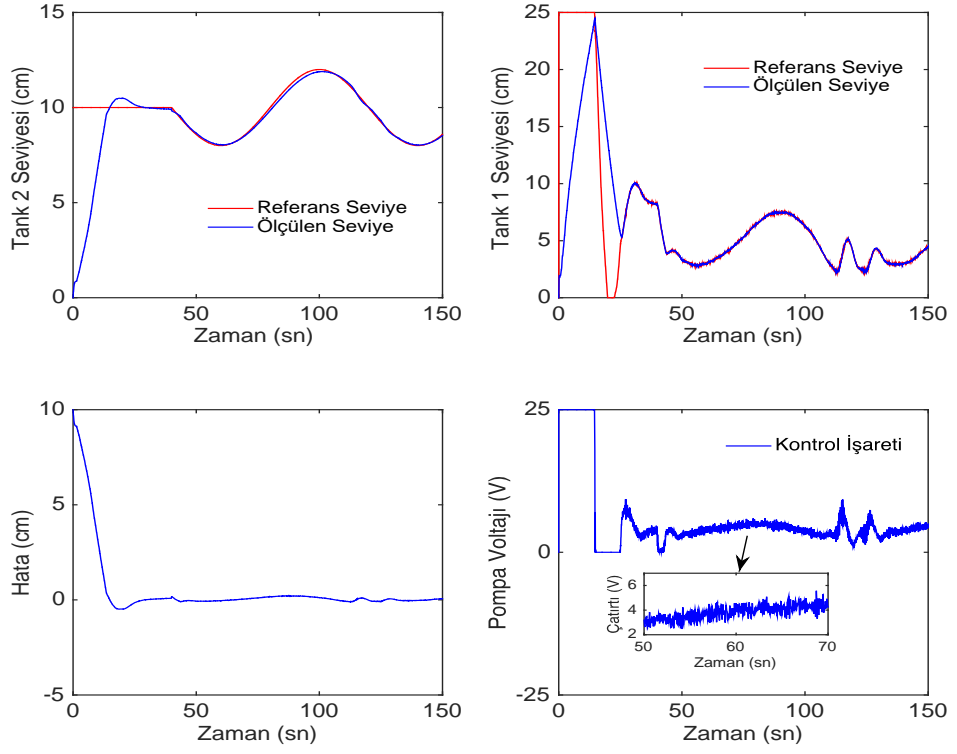 15
10
5
0
0
50
100
150
Tank 2 Seviyesi (cm)
Zaman (sn)
Referans Seviye
Ölçülen Seviye
25
20
15
10
5
0
0
50
100
150
Tank 1 Seviyesi (cm)
Zaman (sn)
Referans Seviye
Ölçülen Seviye
10
5
0
-5
0
50
100
150
Hata (cm)
Zaman (sn)
25
0
-25
0
50
100
150
Pompa Voltajı (V)
Zaman (sn)
Kontrol İşareti
6
4
2
50
60
70
Çatırtı (V)
Zaman (sn)